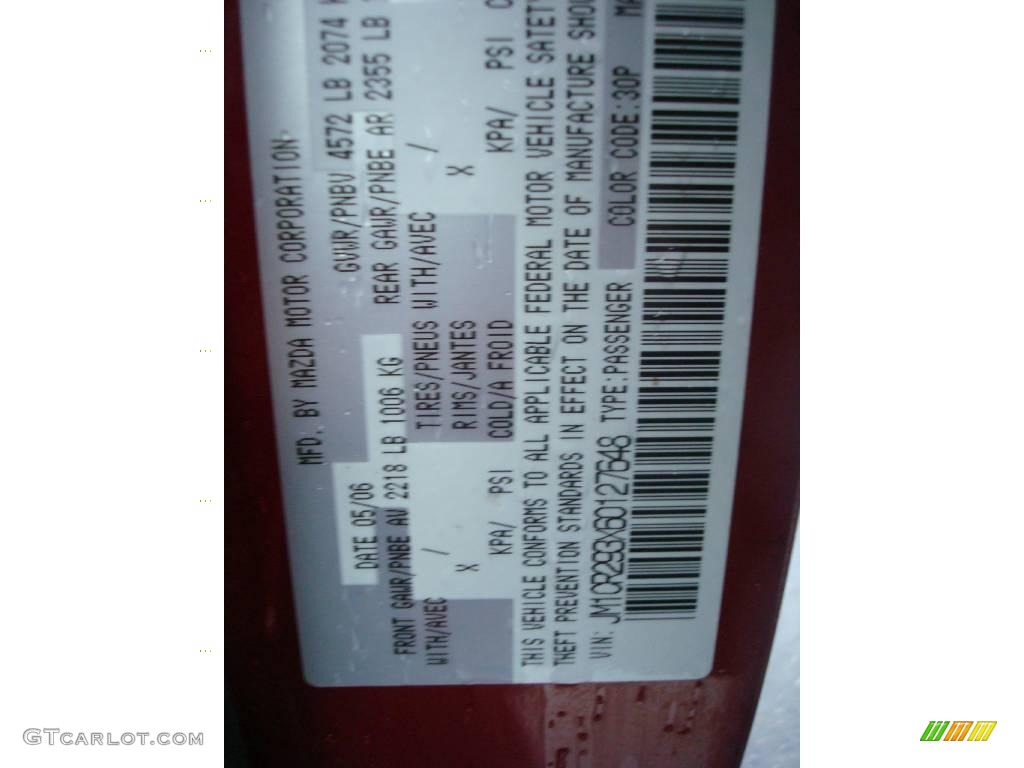 MFD. BY MAZDA MOTOR CORPORATION
DATE 05/06 GVWR/PNBV 4572 LB 2074
FRONT GAWR/PNBE AV 2218 LB 1006 KG REAR GAWR/PNBE AR 2355 LB
WITH/AVEC / TIRES/PNEUS WITH/AVEC /
X RIMS/JANTES X
KPA/ PSI COLD/A FROID KPA/ PSI
THIS VEHICLE CONFORMS TO ALL APPLICABLE FEDERAL MOTOR VEHICLE SATETY
THEFT PREVENTION STANDARDS IN EFFECT ON THE DATE OF MANUFACTURE
VIN: JM1CR293X60127648 TYPE:PASSENGER COLOR CODE:30P
GTCARLOT.COM